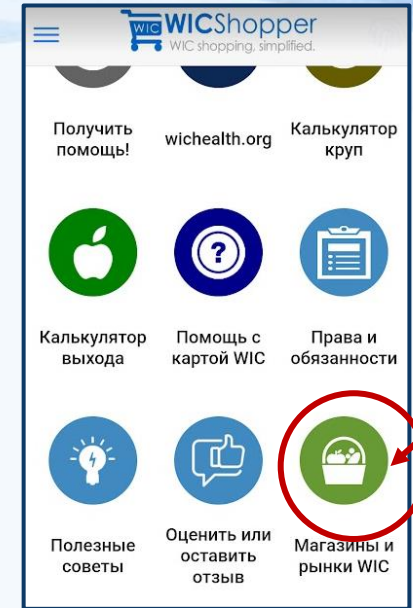 WIC WICShopper
WIC shopping, simplified.
Получить помощь!
wichealth.org
Калькулятор круп
Калькулятор выхода
Помощь с картой WIC
Права и обязанности
Полезные советы
Оценить или оставить отзыв
Магазины и рынки WIC